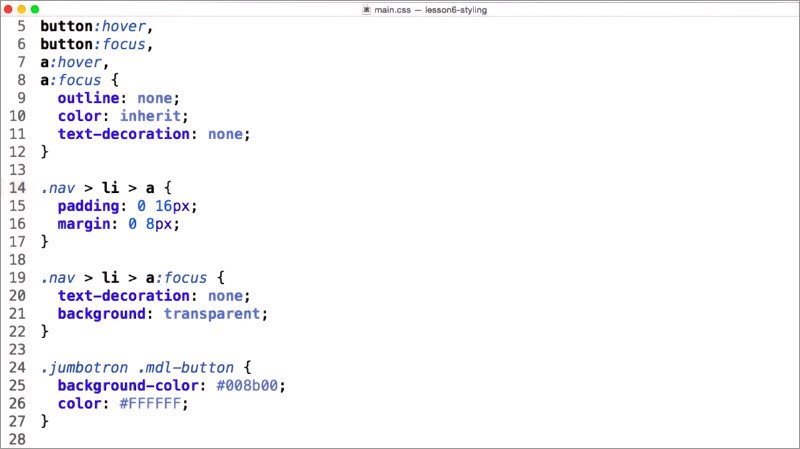 main.css — lesson6-styling
5 button:hover,
6 button:focus,
7 a:hover,
8 a:focus {
9 outline: none;
10 color: inherit;
11 text-decoration: none;
12 }
13
14 .nav > li > a {
15 padding: 0 16px;
16 margin: 0 8px;
17 }
18
19 .nav > li > a:focus {
20 text-decoration: none;
21 background: transparent;
22 }
23
24 .jumbotron .mdl-button {
25 background-color: #008b00;
26 color: #FFFFFF;
27 }
28